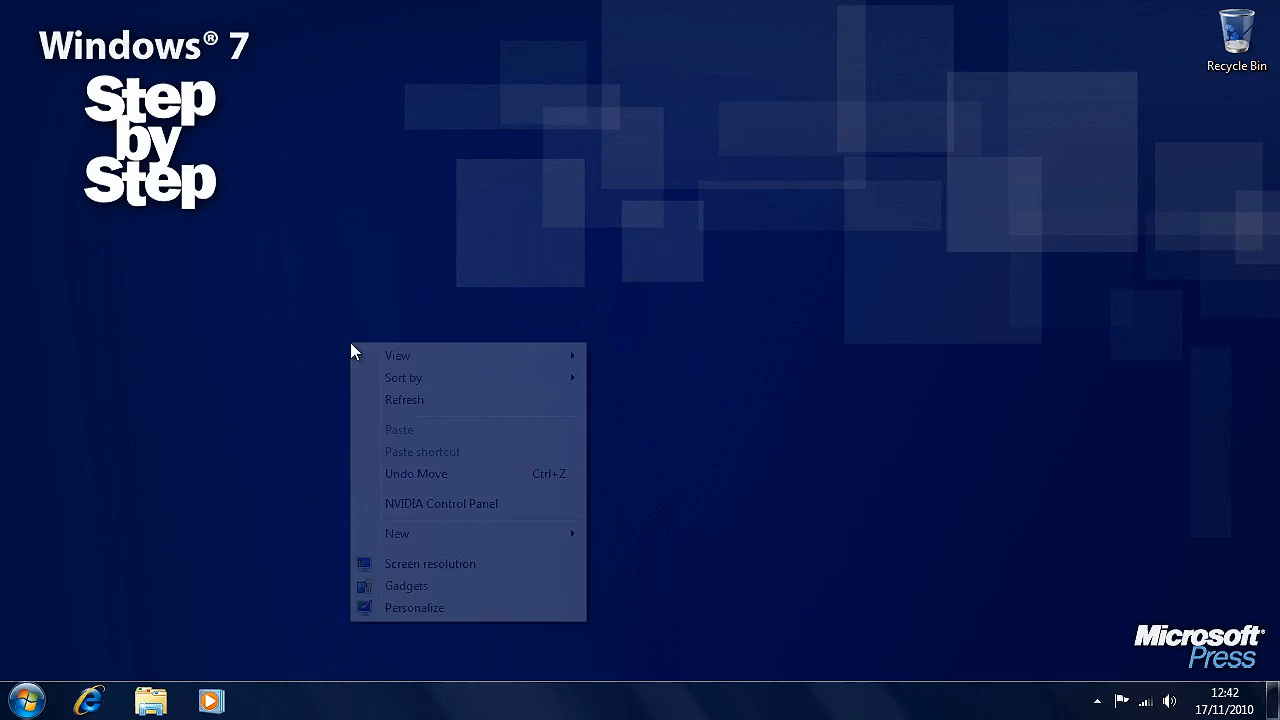 Windows® 7
Step
by
Step
Recycle Bin
View
Sort by
Refresh
Paste
Paste shortcut
Undo Move Ctrl+Z
NVIDIA Control Panel
New
Screen resolution
Gadgets
Personalize
Microsoft®
Press
12:42
17/11/2010